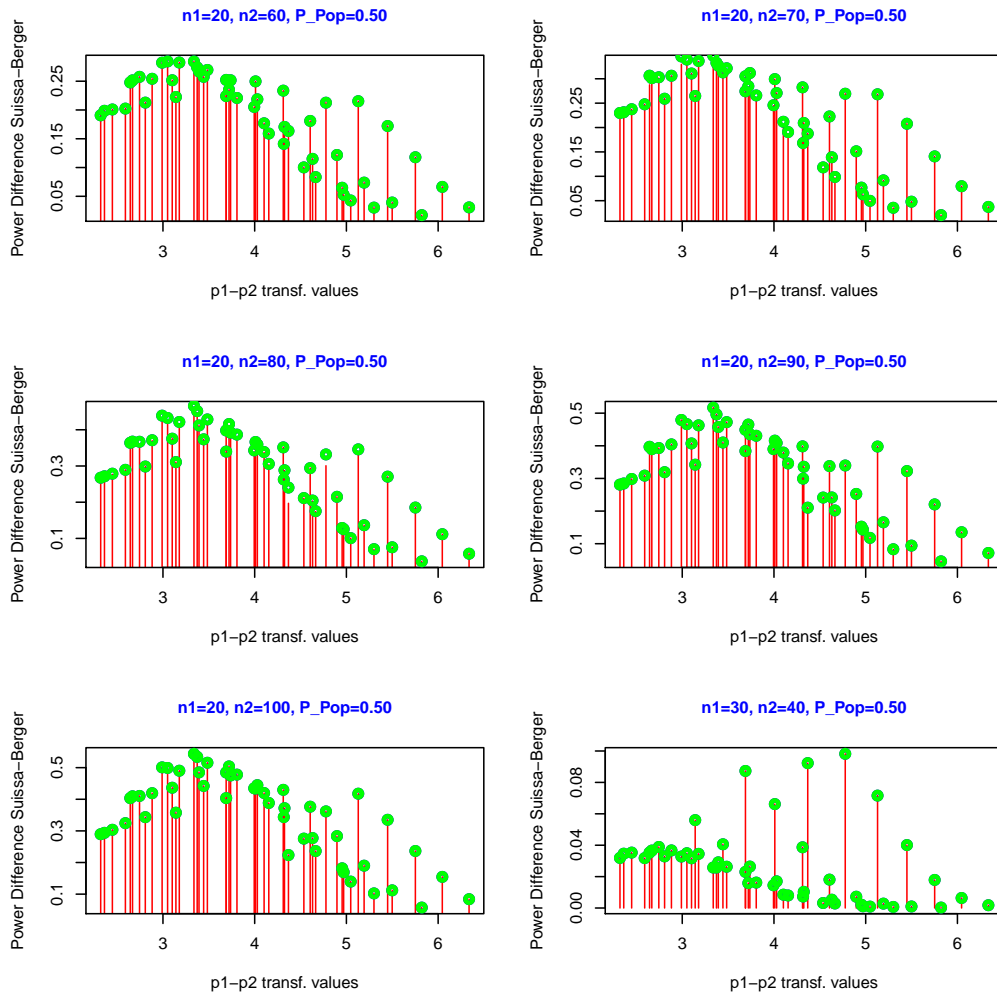 n1=20, n2=60, P_Pop=0.50
Power Difference Suissa−Berger
0.05
0.15
0.25
3
4
5
6
p1−p2 transf. values
n1=20, n2=70, P_Pop=0.50
Power Difference Suissa−Berger
0.05
0.15
0.25
3
4
5
6
p1−p2 transf. values
n1=20, n2=80, P_Pop=0.50
Power Difference Suissa−Berger
0.1
0.3
3
4
5
6
p1−p2 transf. values
n1=20, n2=90, P_Pop=0.50
Power Difference Suissa−Berger
0.1
0.3
0.5
3
4
5
6
p1−p2 transf. values
n1=20, n2=100, P_Pop=0.50
Power Difference Suissa−Berger
0.1
0.3
0.5
3
4
5
6
p1−p2 transf. values
n1=30, n2=40, P_Pop=0.50
Power Difference Suissa−Berger
0.00
0.04
0.08
3
4
5
6
p1−p2 transf. values